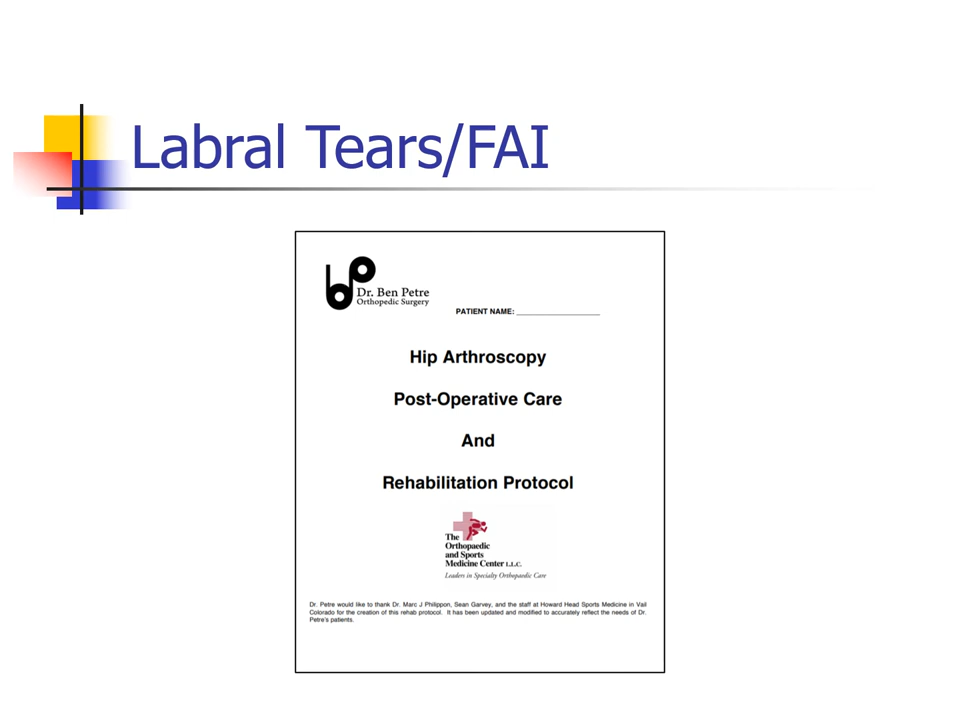 Labral Tears/FAI
Dr. Ben Petre
Orthopedic Surgery
PATIENT NAME: ____________________
Hip Arthroscopy
Post-Operative Care
And
Rehabilitation Protocol
The
Orthopaedic
and Sports
Medicine Center L.L.C.
Leaders in Specialty Orthopaedic Care
Dr. Petre would like to thank Dr. Marc J Philippon, Sean Garvey, and the staff at Howard Head Sports Medicine in Vail
Colorado for the creation of this rehab protocol. It has been updated and modified to accurately reflect the needs of Dr.
Petre's patients.